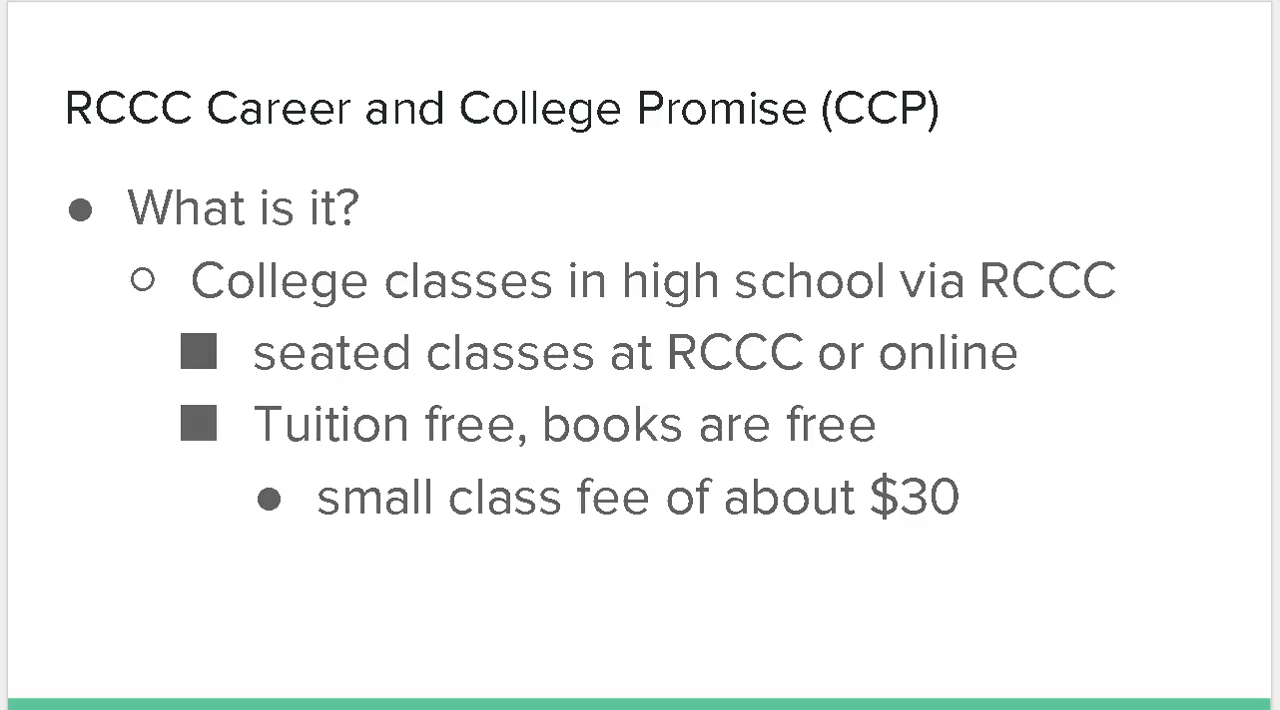 RCCC Career and College Promise (CCP)
● What is it?
○ College classes in high school via RCCC
■ seated classes at RCCC or online
■ Tuition free, books are free
● small class fee of about $30